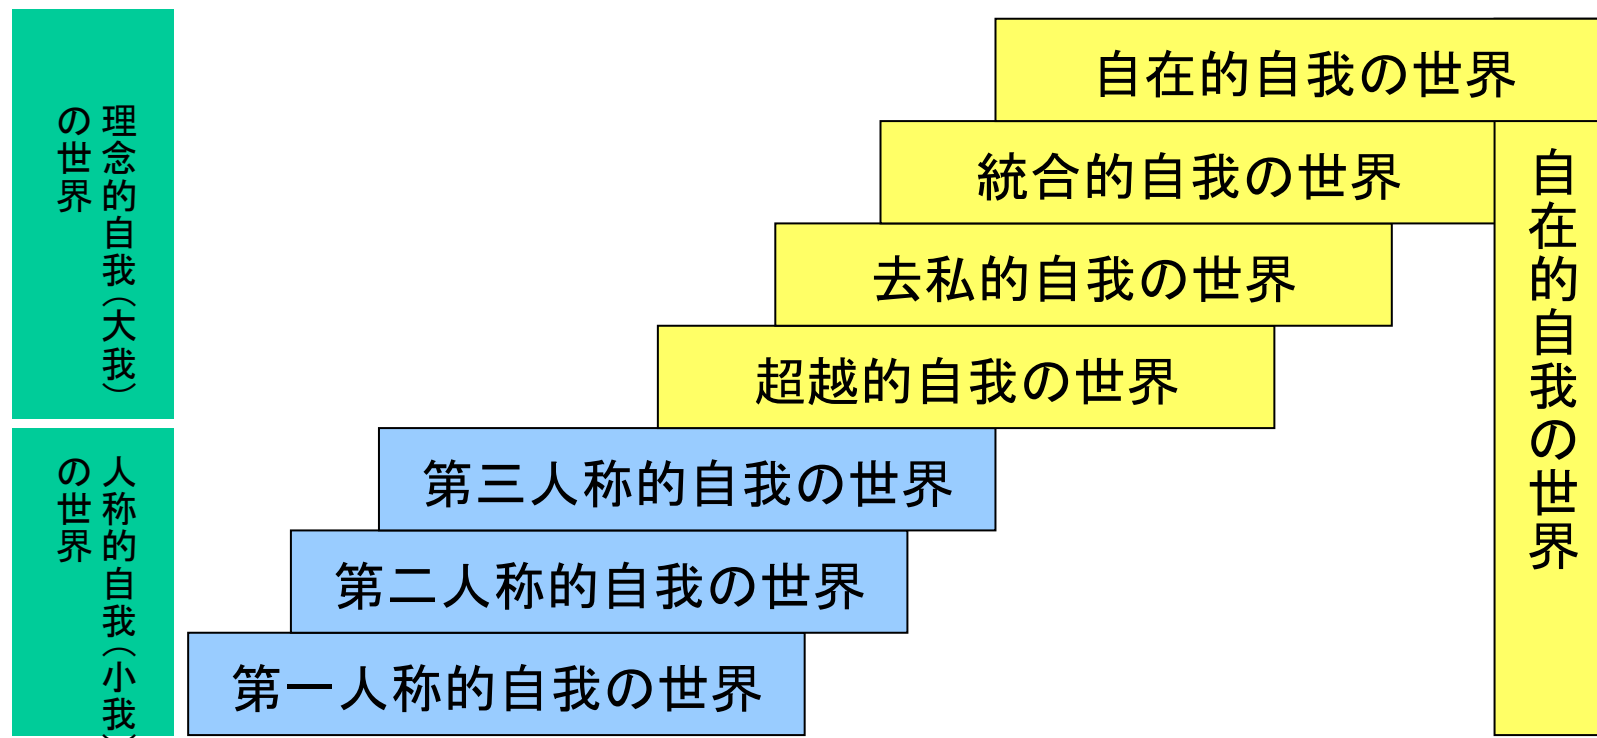 理念的自我（大我）
の世界
人称的自我（小我）
の世界
自在的自我の世界
統合的自我の世界
去私的自我の世界
超越的自我の世界
第三人称的自我の世界
第二人称的自我の世界
第一人称的自我の世界
自在的自我の世界